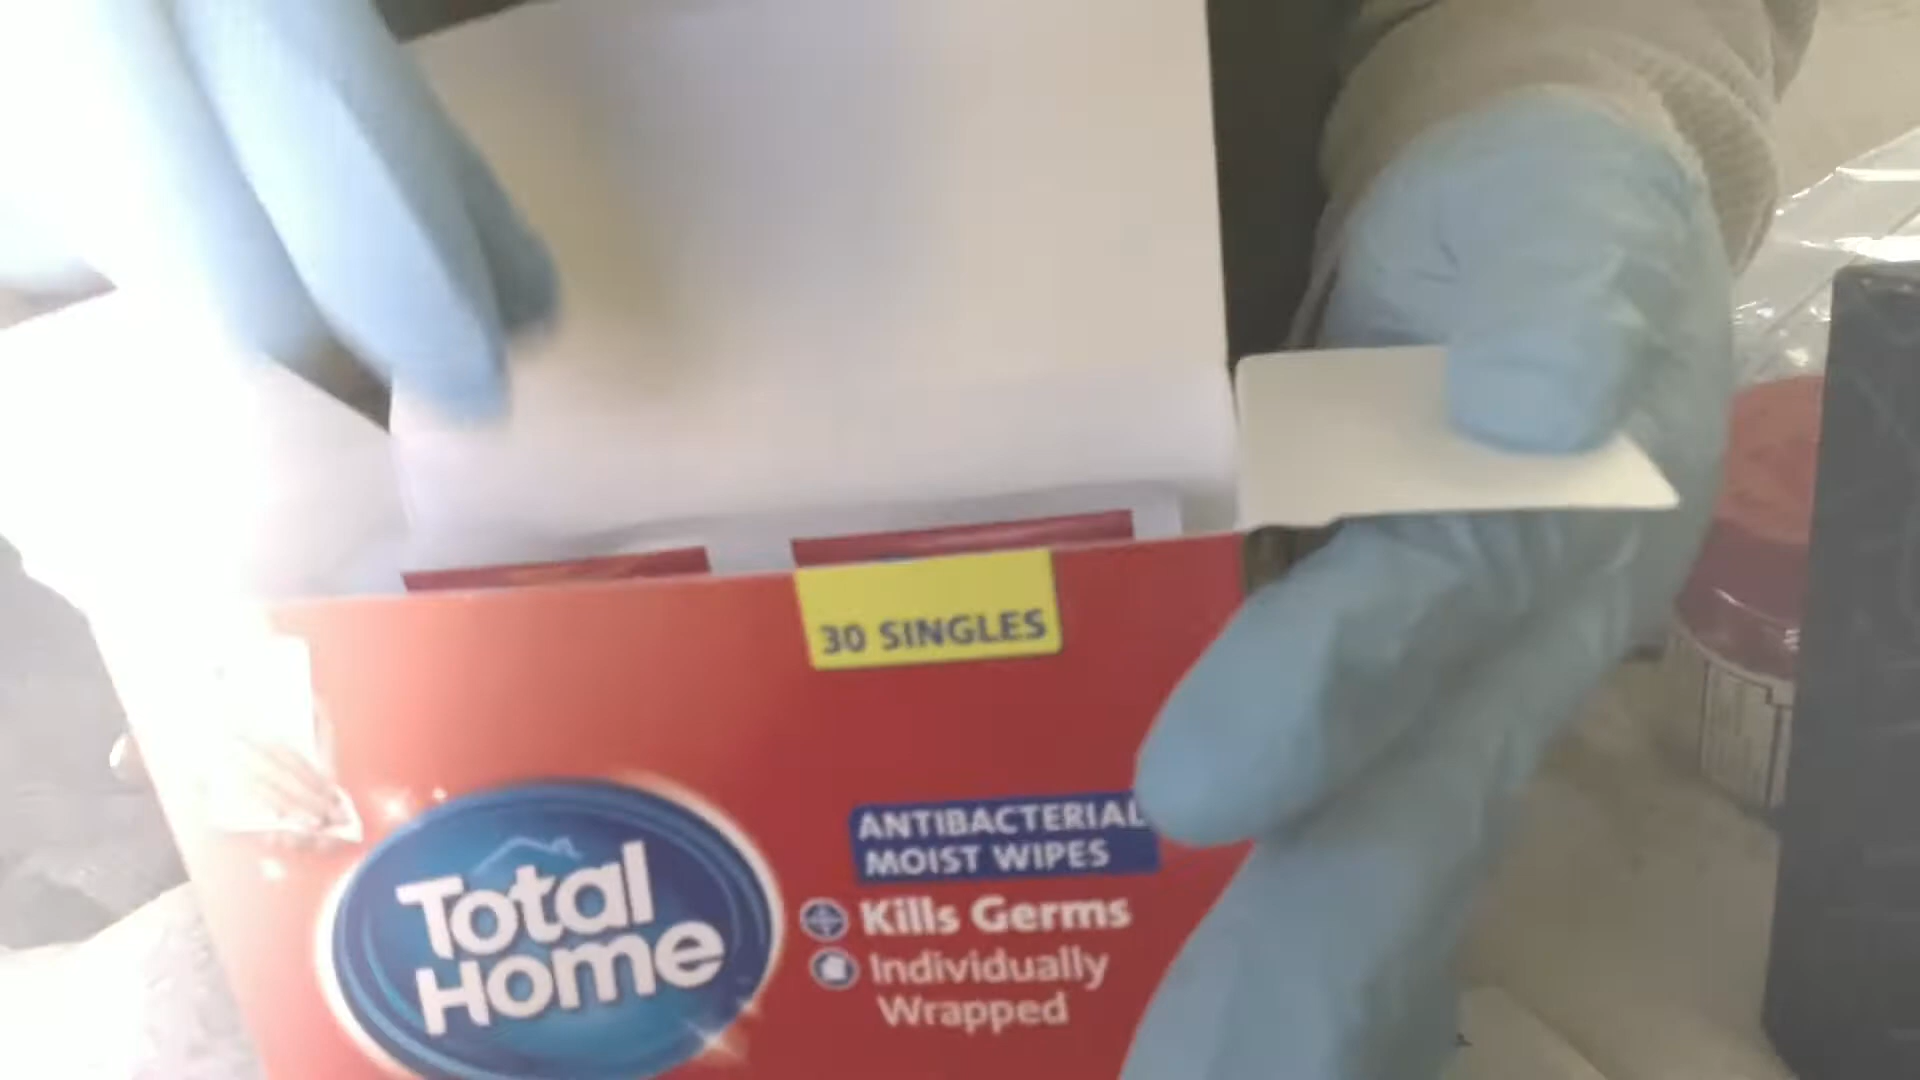 30 SINGLES
Total
Home
ANTIBACTERIAL
MOIST WIPES
Kills Germs
Individually
Wrapped